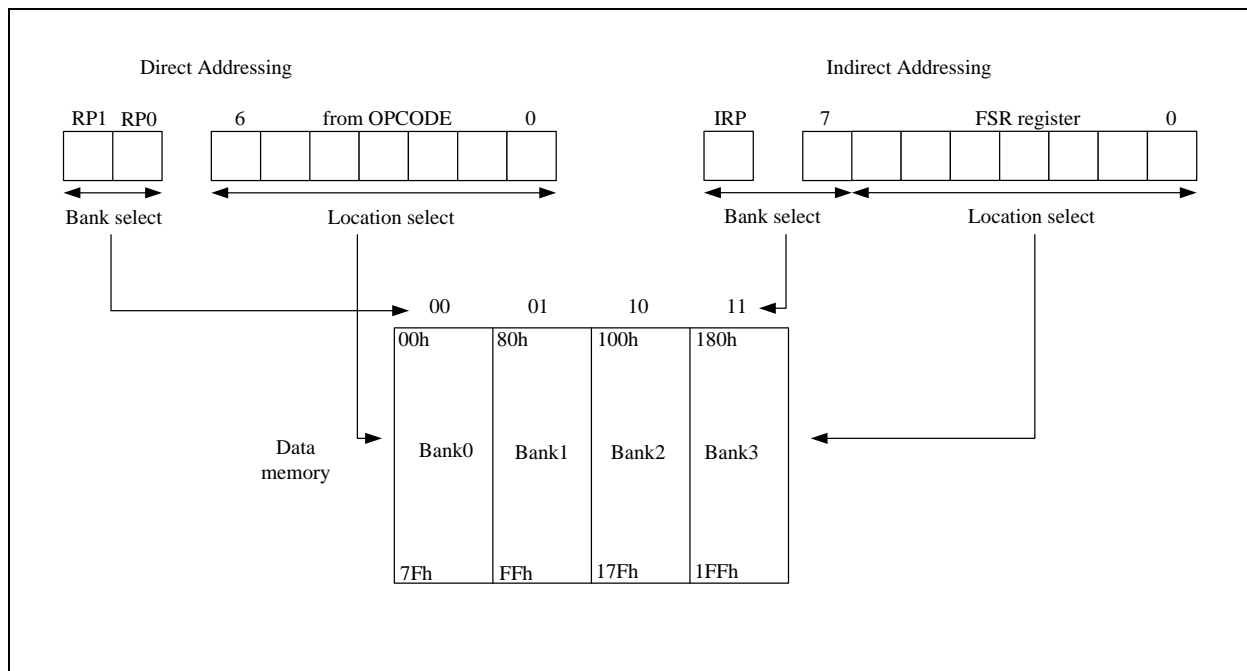 Direct Addressing
Indirect Addressing
RP1 RP0 6 from OPCODE 0
IRP 7 FSR register 0
Bank select
Location select
Bank select
Location select
00 01 10 11
00h 80h 100h 180h
Data
memory
Bank0 Bank1 Bank2 Bank3
7Fh FFh 17Fh 1FFh